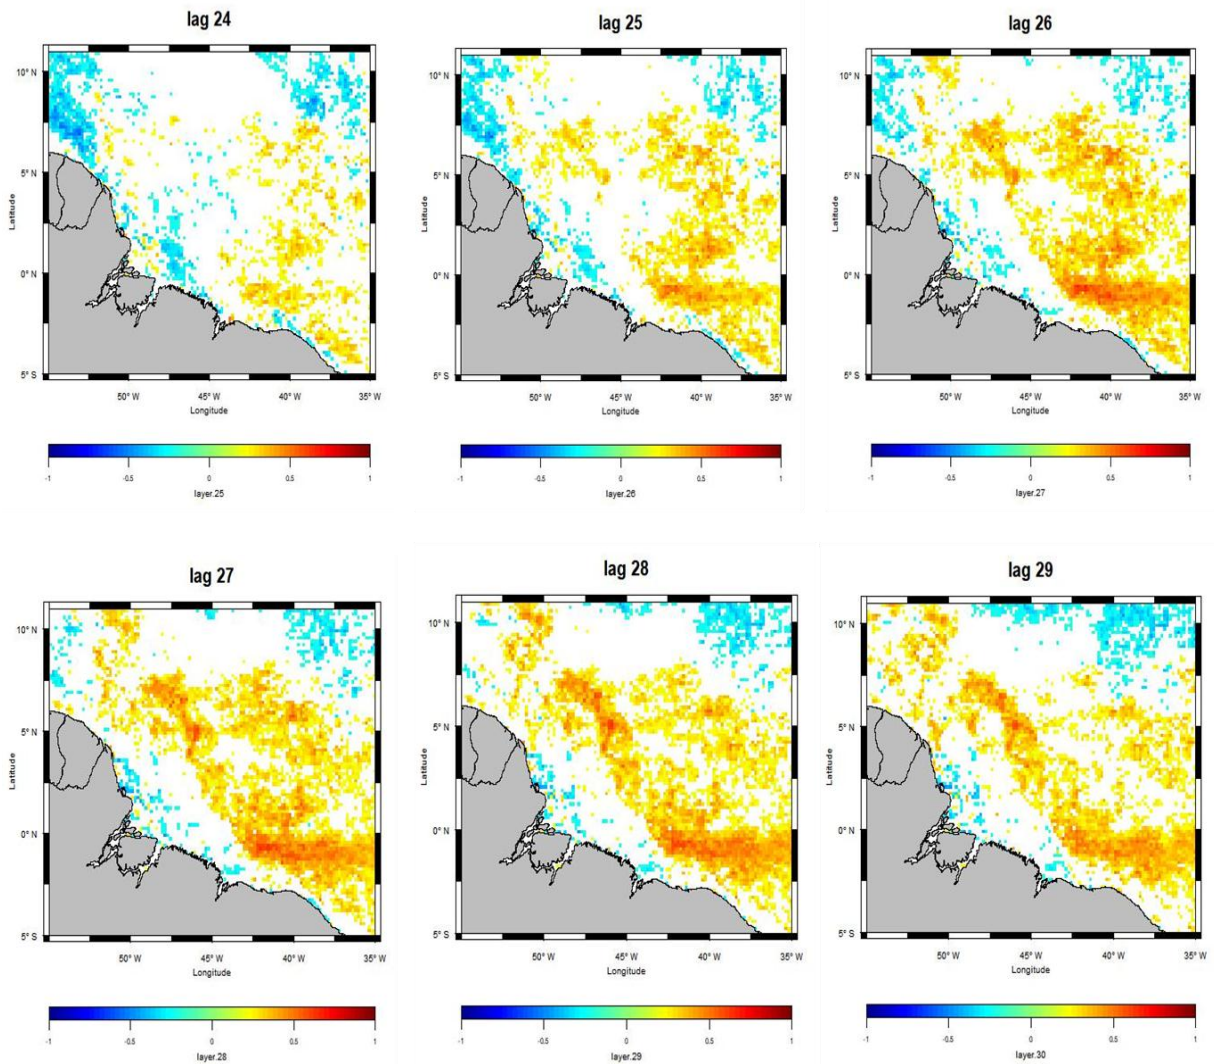 lag 24
10° N
5° N
0° N
5° S
Latitude
50° W 45° W 40° W 35° W
Longitude
-1 -0.5 0 0.5 1
layer.25
lag 25
10° N
5° N
0° N
5° S
Latitude
50° W 45° W 40° W 35° W
Longitude
-1 -0.5 0 0.5 1
layer.26
lag 26
10° N
5° N
0° N
5° S
Latitude
50° W 45° W 40° W 35° W
Longitude
-1 -0.5 0 0.5 1
layer.27
lag 27
10° N
5° N
0° N
5° S
Latitude
50° W 45° W 40° W 35° W
Longitude
-1 -0.5 0 0.5 1
layer.28
lag 28
10° N
5° N
0° N
5° S
Latitude
50° W 45° W 40° W 35° W
Longitude
-1 -0.5 0 0.5 1
layer.29
lag 29
10° N
5° N
0° N
5° S
Latitude
50° W 45° W 40° W 35° W
Longitude
-1 -0.5 0 0.5 1
layer.30